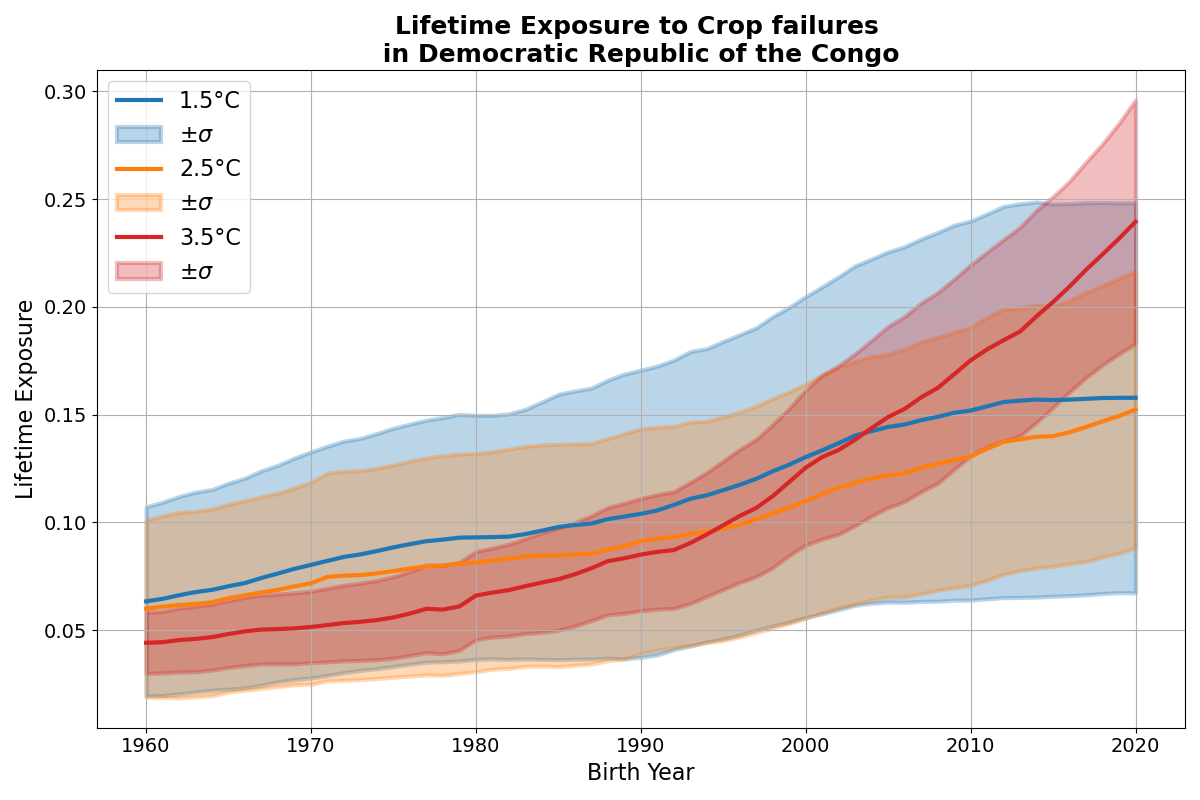 Lifetime Exposure to Crop failures
in Democratic Republic of the Congo
0.30
0.25
0.20
0.15
0.10
0.05
Lifetime Exposure
1.5°C
±σ
2.5°C
±σ
3.5°C
±σ
1960
1970
1980
1990
2000
2010
2020
Birth Year